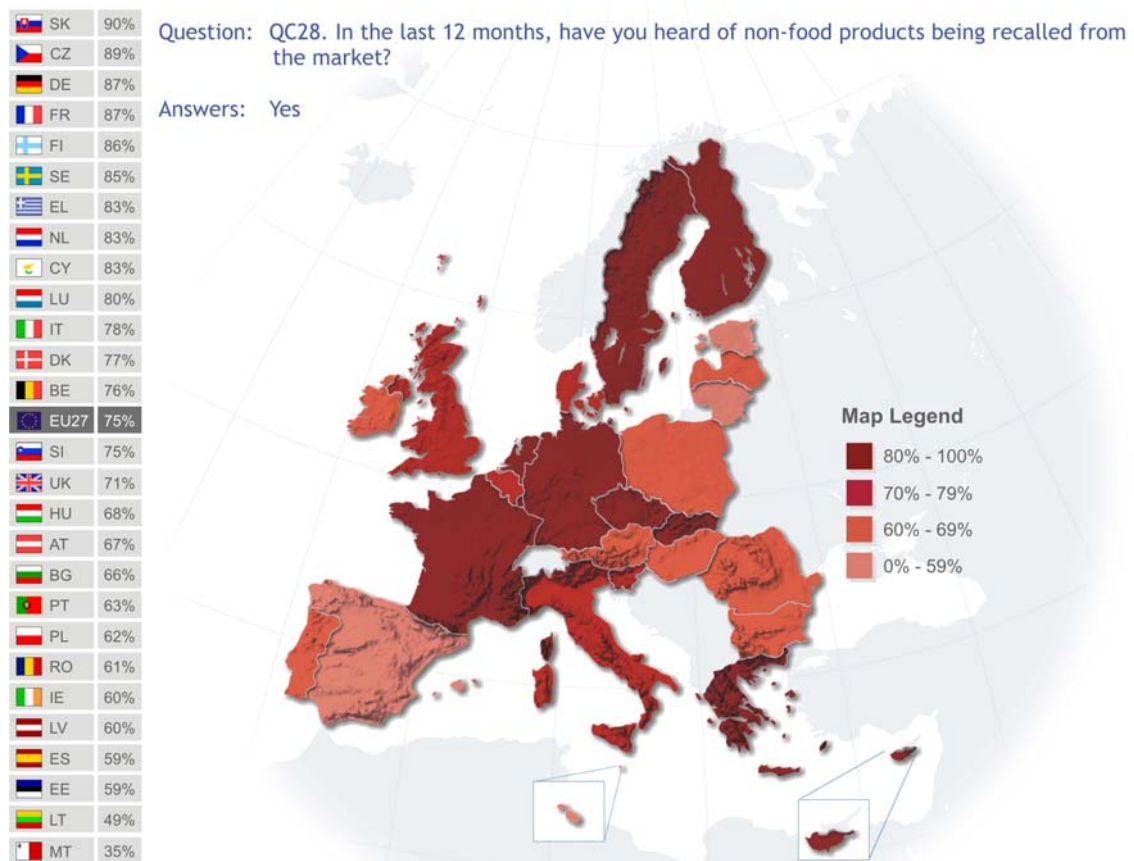 SK 90%
CZ 89%
DE 87%
FR 87%
FI 86%
SE 85%
EL 83%
NL 83%
CY 83%
LU 80%
IT 78%
DK 77%
BE 76%
EU27 75%
SI 75%
UK 71%
HU 68%
AT 67%
BG 66%
PT 63%
PL 62%
RO 61%
IE 60%
LV 60%
ES 59%
EE 59%
LT 49%
MT 35%
Question: QC28. In the last 12 months, have you heard of non-food products being recalled from
the market?
Answers: Yes
Map Legend
80% - 100%
70% - 79%
60% - 69%
0% - 59%